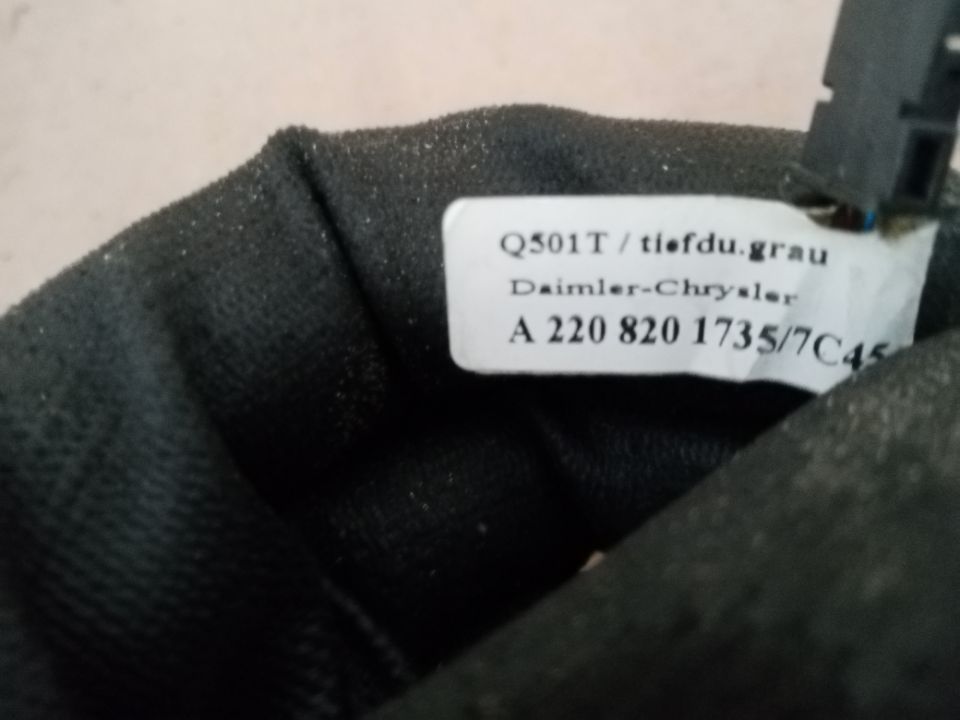 Q501T / tiefdu.grau
Daimler-Chrysler
A 220 820 1735/7C45